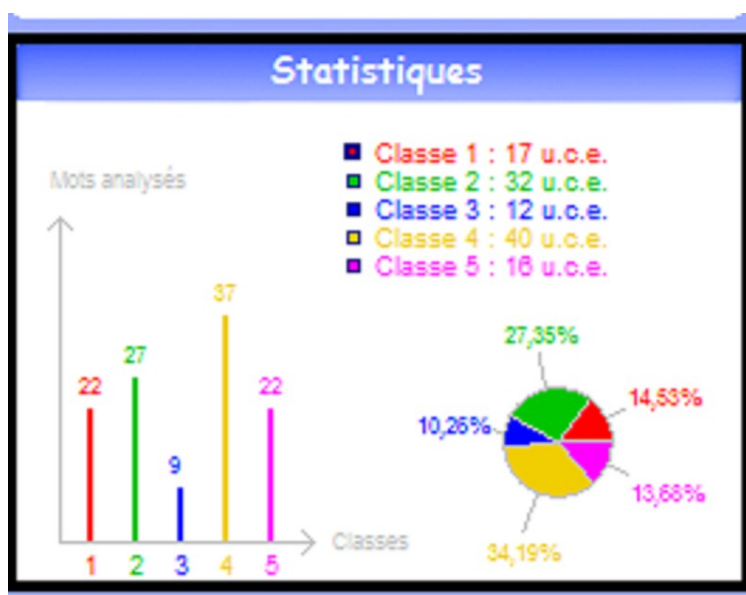 Statistiques
Classe 1 : 17 u.c.e.
Classe 2 : 32 u.c.e.
Classe 3 : 12 u.c.e.
Classe 4 : 40 u.c.e.
Classe 5 : 16 u.c.e.
Mots analysés
37
27
22
22
9
1 2 3 4 5
Classes
27,35%
14,53%
10,26%
13,68%
34,19%